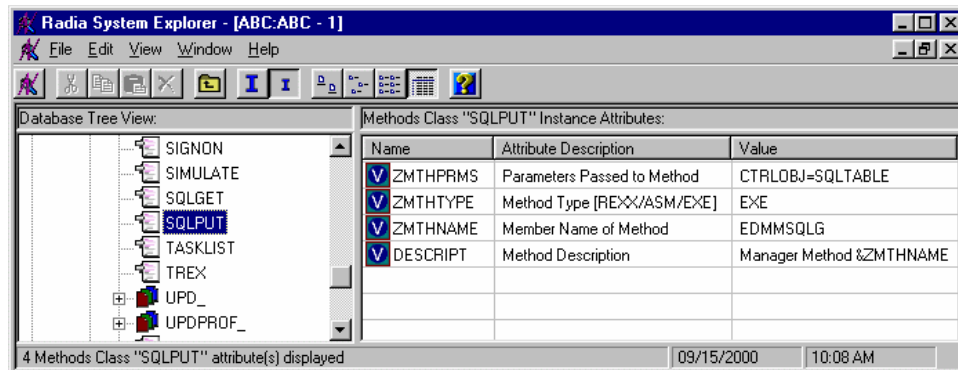 Radia System Explorer - [ABC:ABC - 1]
File Edit View Window Help
Database Tree View:
Methods Class "SQLPUT" Instance Attributes:
SIGNON
SIMULATE
SQLGET
SQLPUT
TASKLIST
TREX
UPD_
UPDPROF_
Name Attribute Description Value
V ZMTHPRMS Parameters Passed to Method CTRLOBJ=SQLTABLE
V ZMTHTYPE Method Type [REXX/ASM/EXE] EXE
V ZMTHNAME Member Name of Method EDMMSQLG
V DESCRIPT Method Description Manager Method &ZMTHNAME
4 Methods Class "SQLPUT" attribute(s) displayed 09/15/2000 10:08 AM